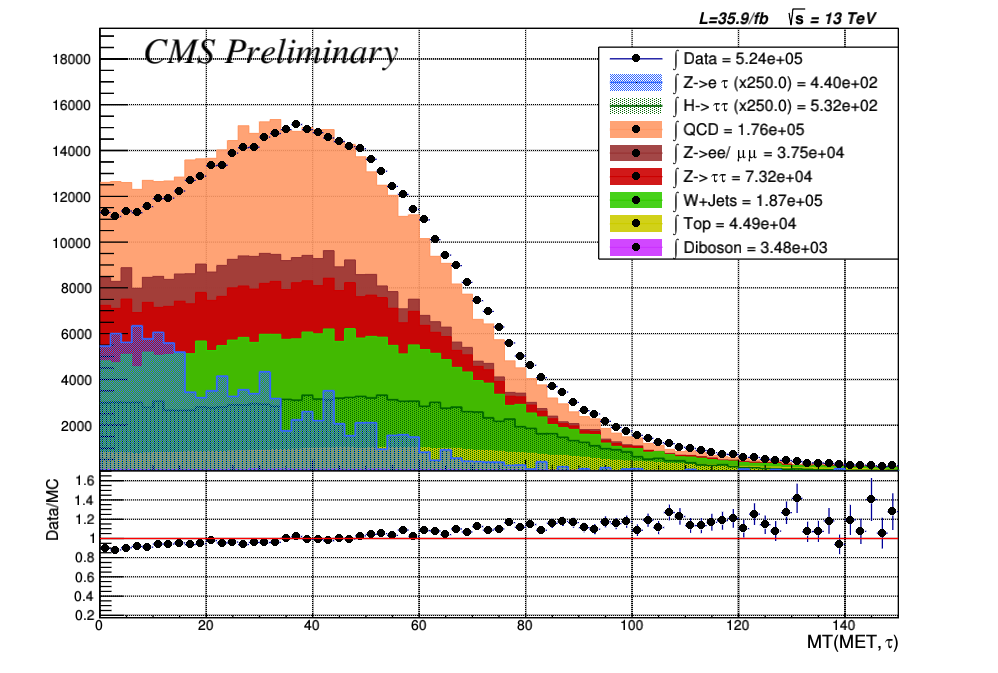 L=35.9/fb √s = 13 TeV
CMS Preliminary
∫ Data = 5.24e+05
∫ Z->e τ (x250.0) = 4.40e+02
∫ H-> ττ (x250.0) = 5.32e+02
∫ QCD = 1.76e+05
∫ Z->ee/ μμ = 3.75e+04
∫ Z-> ττ = 7.32e+04
∫ W+Jets = 1.87e+05
∫ Top = 4.49e+04
∫ Diboson = 3.48e+03
18000
16000
14000
12000
10000
8000
6000
4000
2000
Data/MC
1.6
1.4
1.2
1
0.8
0.6
0.4
0.2
0 20 40 60 80 100 120 140
MT(MET, τ)